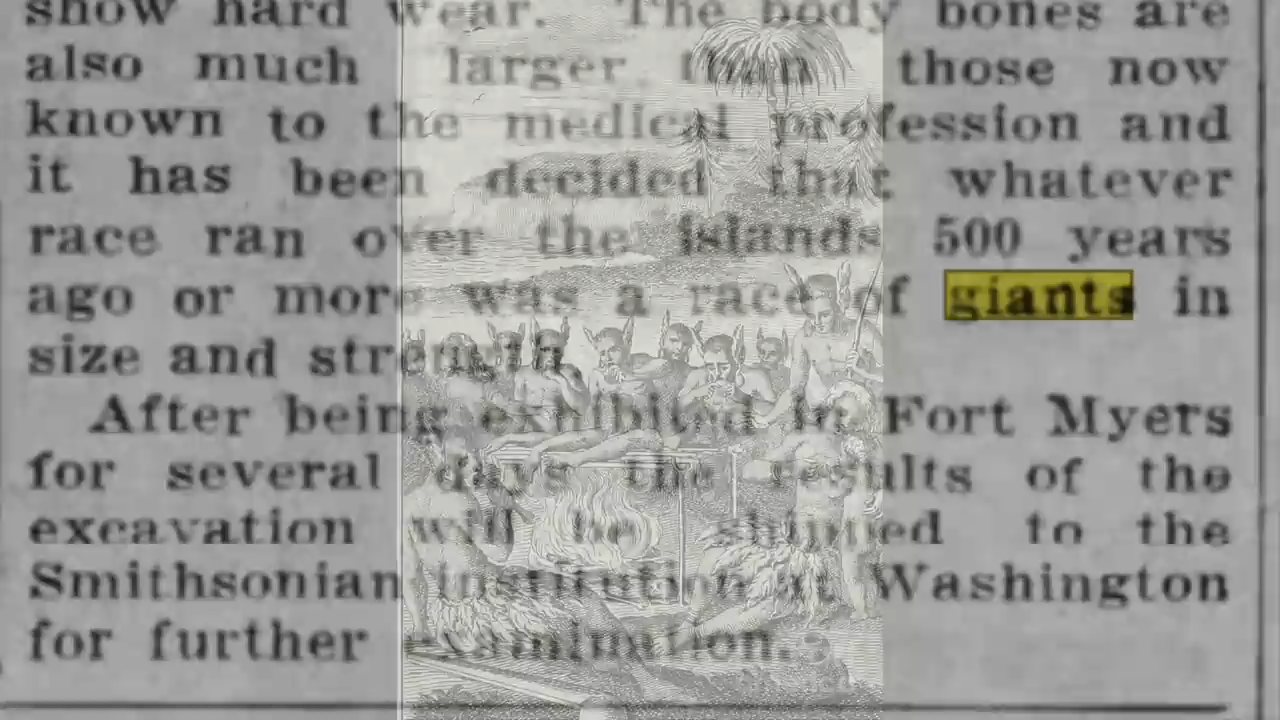 show hard wear. The body bones are
also much larger than those now
known to the medical profession and
it has been decided that whatever
race ran over the islands 500 years
ago or more was a race of giants in
size and strength.
After being exhibited in Fort Myers
for several days the results of the
excavation will be shipped to the
Smithsonian institution at Washington
for further examination.